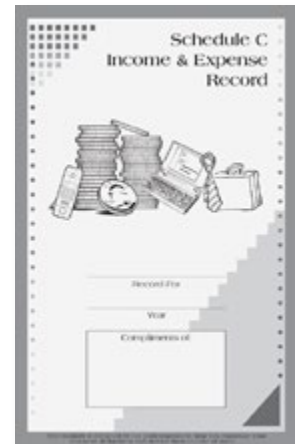 Schedule C
Income & Expense
Record
Record For
Year
Compliments of